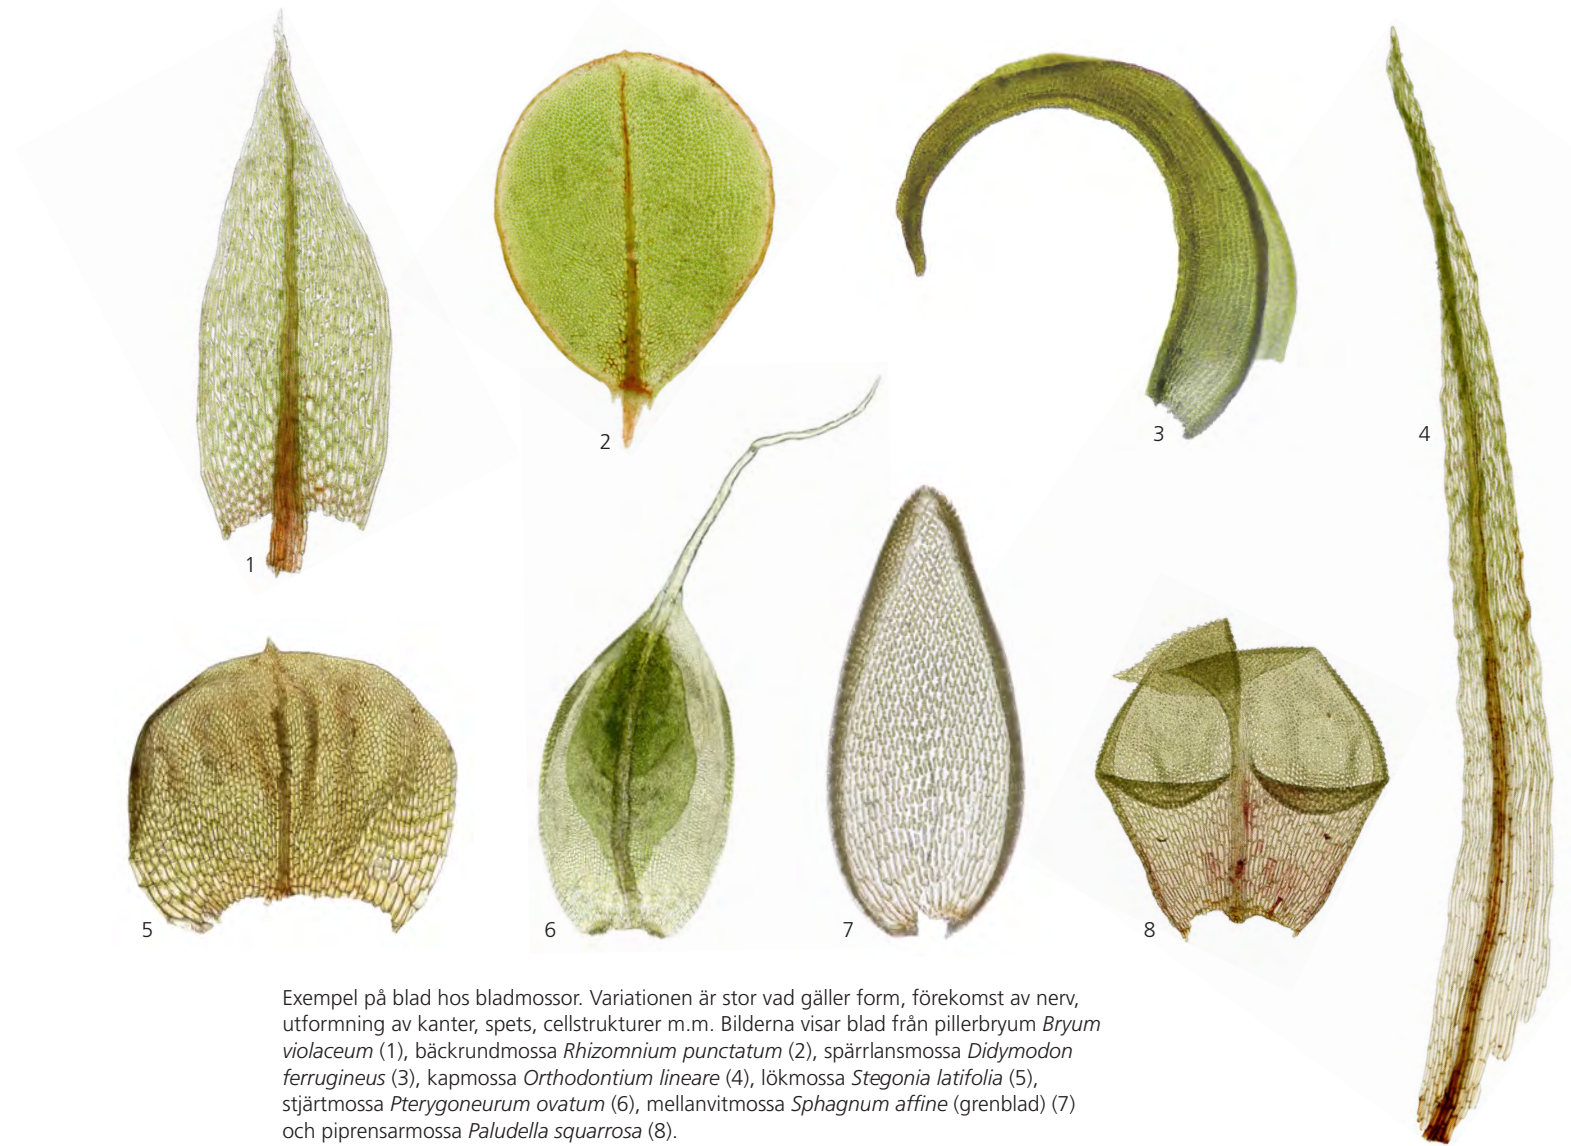 2
3
4
1
5
6
7
8
Exempel på blad hos bladmossor. Variationen är stor vad gäller form, förekomst av nerv,
utformning av kanter, spets, cellstrukturer m.m. Bilderna visar blad från pillerbryum Bryum
violaceum (1), bäckrundmossa Rhizomnium punctatum (2), spärrlansmossa Didymodon
ferrugineus (3), kapmossa Orthodontium lineare (4), lökmossa Stegonia latifolia (5),
stjärtmossa Pterygoneurum ovatum (6), mellanvitmossa Sphagnum affine (grenblad) (7)
och piprensarmossa Paludella squarrosa (8).